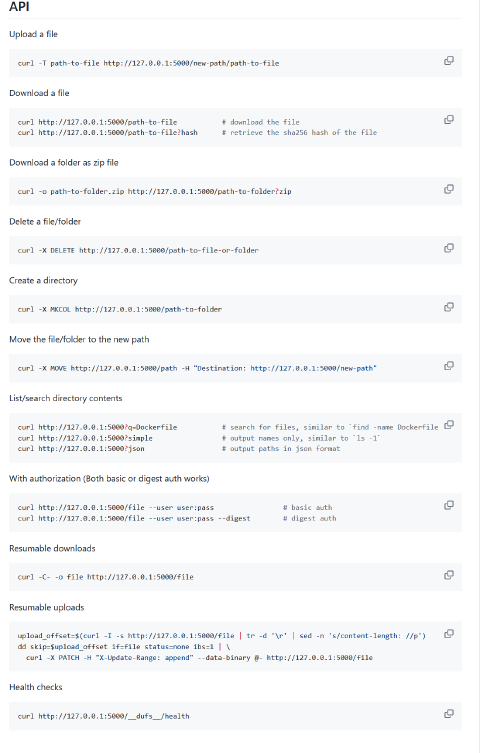 API
Upload a file
curl -T path-to-file http://127.0.0.1:5000/new-path/path-to-file
Download a file
curl http://127.0.0.1:5000/path-to-file           # download the file
curl http://127.0.0.1:5000/path-to-file?hash      # retrieve the sha256 hash of the file
Download a folder as zip file
curl -o path-to-folder.zip http://127.0.0.1:5000/path-to-folder?zip
Delete a file/folder
curl -X DELETE http://127.0.0.1:5000/path-to-file-or-folder
Create a directory
curl -X MKCOL http://127.0.0.1:5000/path-to-folder
Move the file/folder to the new path
curl -X MOVE http://127.0.0.1:5000/path -H "Destination: http://127.0.0.1:5000/new-path"
List/search directory contents
curl http://127.0.0.1:5000?q=Dockerfile           # search for files, similar to `find -name Dockerfile
curl http://127.0.0.1:5000?simple                 # output names only, similar to `ls -1`
curl http://127.0.0.1:5000?json                   # output paths in json format
With authorization (Both basic or digest auth works)
curl http://127.0.0.1:5000/file --user user:pass                 # basic auth
curl http://127.0.0.1:5000/file --user user:pass --digest        # digest auth
Resumable downloads
curl -C- -o file http://127.0.0.1:5000/file
Resumable uploads
upload_offset=$(curl -I -s http://127.0.0.1:5000/file | tr -d '\r' | sed -n 's/content-length: //p')
dd skip=$upload_offset if=file status=none ibs=1 | \
  curl -X PATCH -H "X-Update-Range: append" --data-binary @- http://127.0.0.1:5000/file
Health checks
curl http://127.0.0.1:5000/__dufs__/health